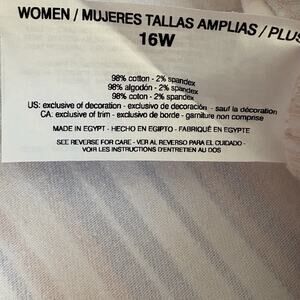 WOMEN / MUJERES TALLAS AMPLIAS / PLUS
16W
98% cotton - 2% spandex
98% algodón - 2% spandex
98% coton - 2% spandex
US: exclusive of decoration - exclusivo de decoración - sauf la décoration
CA: exclusive of trim - exclusivo de borde - garniture non comprise
MADE IN EGYPT - HECHO EN EGIPTO - FABRIQUÉ EN EGYPTE
SEE REVERSE FOR CARE - VER AL REVERSO PARA EL CUIDADO -
VOIR LES INSTRUCTIONS D'ENTRETIEN AU DOS